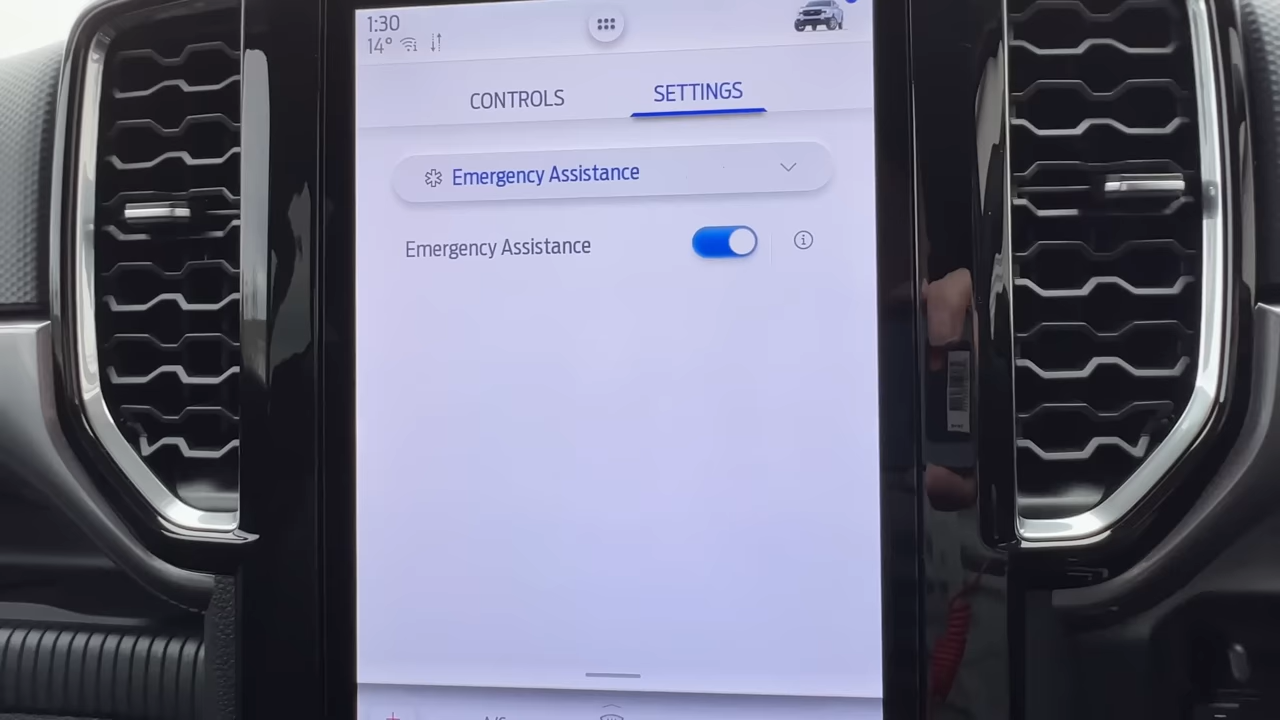 1:30
14°
CONTROLS
SETTINGS
Emergency Assistance
Emergency Assistance